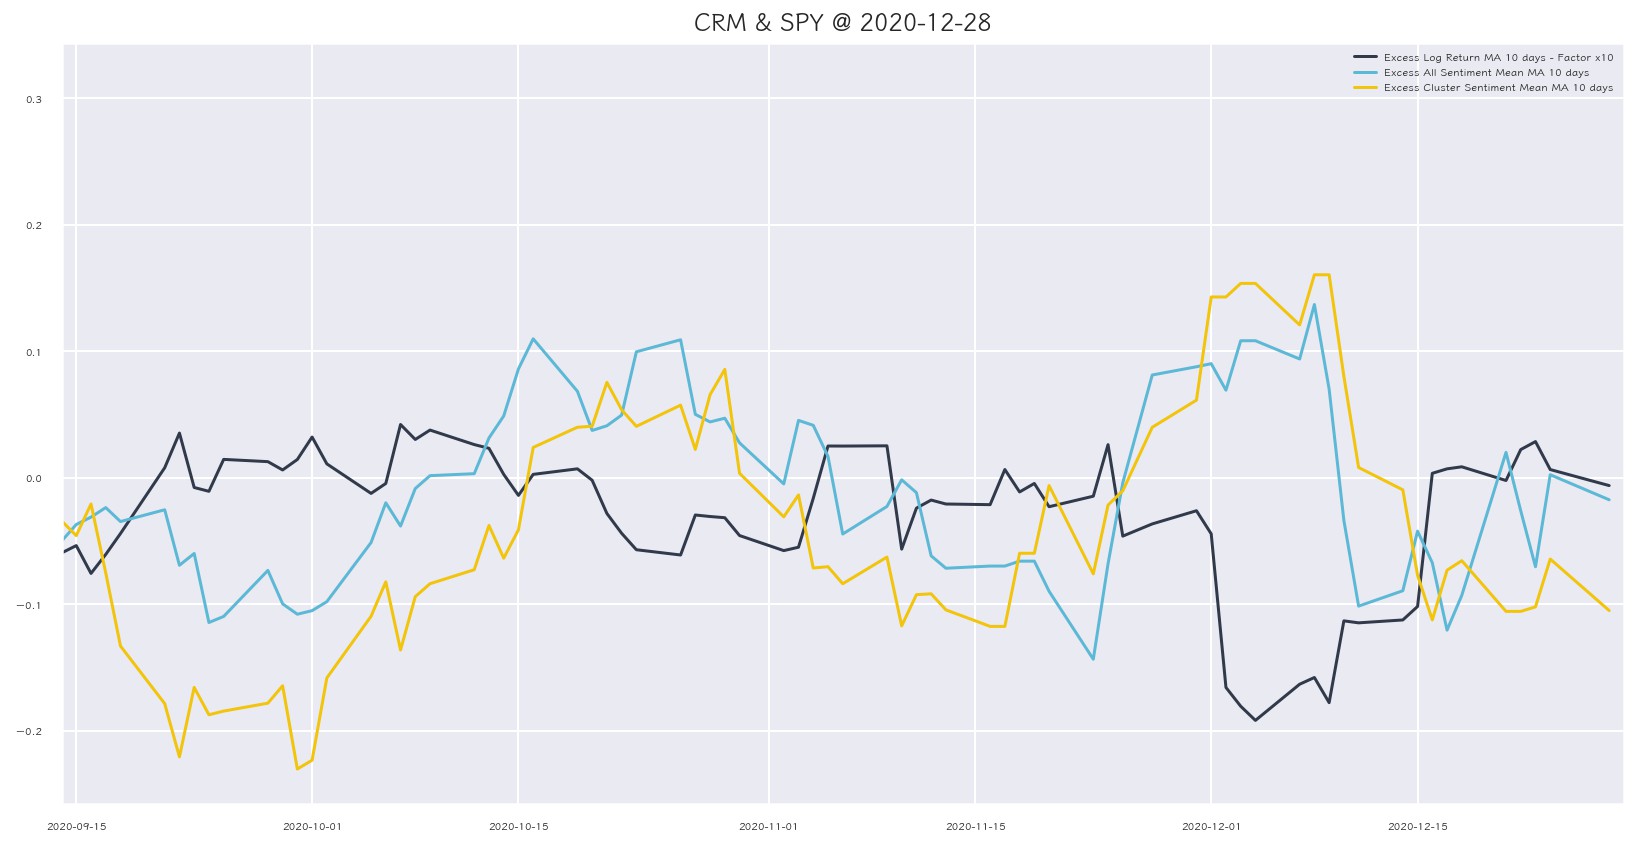 CRM & SPY @ 2020-12-28
Excess Log Return MA 10 days - Factor x10
Excess All Sentiment Mean MA 10 days
Excess Cluster Sentiment Mean MA 10 days
0.3
0.2
0.1
0.0
−0.1
−0.2
2020-09-15 2020-10-01 2020-10-15 2020-11-01 2020-11-15 2020-12-01 2020-12-15